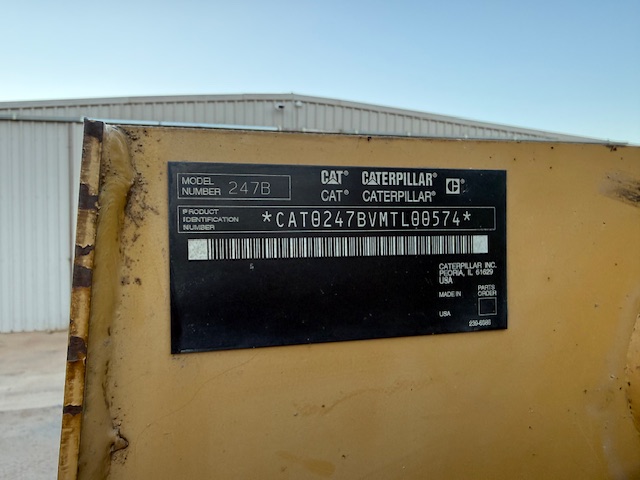 MODEL NUMBER 247B
CAT® CATERPILLAR®
CAT® CATERPILLAR®
PRODUCT IDENTIFICATION NUMBER *CAT0247BVMTL00574*
CATERPILLAR INC.
PEORIA, IL 61629
USA
MADE IN
PARTS ORDER
USA